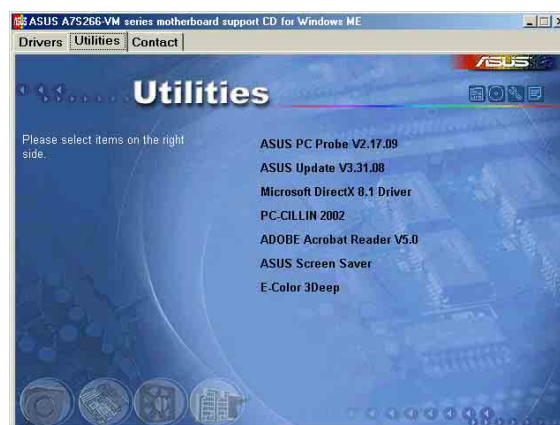 ASUS A7S266-VM series motherboard support CD for Windows ME
Drivers Utilities Contact
ASUS
Utilities
Please select items on the right
side.
ASUS PC Probe V2.17.09
ASUS Update V3.31.08
Microsoft DirectX 8.1 Driver
PC-CILLIN 2002
ADOBE Acrobat Reader V5.0
ASUS Screen Saver
E-Color 3Deep